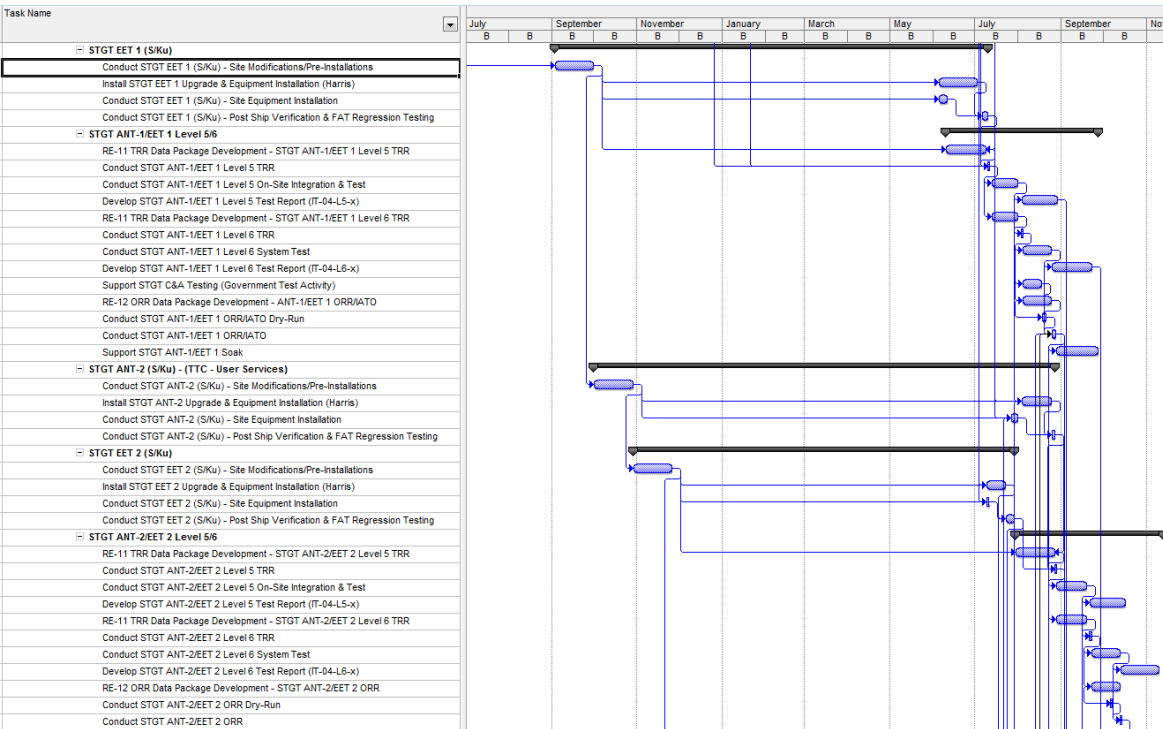 Task Name
July September November January March May July September No
B B B B B B B B B B B B B B B B
STGT EET 1 (S/Ku)
Conduct STGT EET 1 (S/Ku) - Site Modifications/Pre-Installations
Install STGT EET 1 Upgrade & Equipment Installation (Harris)
Conduct STGT EET 1 (S/Ku) - Site Equipment Installation
Conduct STGT EET 1 (S/Ku) - Post Ship Verification & FAT Regression Testing
STGT ANT-1/EET 1 Level 5/6
RE-11 TRR Data Package Development - STGT ANT-1/EET 1 Level 5 TRR
Conduct STGT ANT-1/EET 1 Level 5 TRR
Conduct STGT ANT-1/EET 1 Level 5 On-Site Integration & Test
Develop STGT ANT-1/EET 1 Level 5 Test Report (IT-04-L5-x)
RE-11 TRR Data Package Development - STGT ANT-1/EET 1 Level 6 TRR
Conduct STGT ANT-1/EET 1 Level 6 TRR
Conduct STGT ANT-1/EET 1 Level 6 System Test
Develop STGT ANT-1/EET 1 Level 6 Test Report (IT-04-L6-x)
Support STGT C&A Testing (Government Test Activity)
RE-12 ORR Data Package Development - ANT-1/EET 1 ORR/IATO
Conduct STGT ANT-1/EET 1 ORR/IATO Dry-Run
Conduct STGT ANT-1/EET 1 ORR/IATO
Support STGT ANT-1/EET 1 Soak
STGT ANT-2 (S/Ku) - (TTC - User Services)
Conduct STGT ANT-2 (S/Ku) - Site Modifications/Pre-Installations
Install STGT ANT-2 Upgrade & Equipment Installation (Harris)
Conduct STGT ANT-2 (S/Ku) - Site Equipment Installation
Conduct STGT ANT-2 (S/Ku) - Post Ship Verification & FAT Regression Testing
STGT EET 2 (S/Ku)
Conduct STGT EET 2 (S/Ku) - Site Modifications/Pre-Installations
Install STGT EET 2 Upgrade & Equipment Installation (Harris)
Conduct STGT EET 2 (S/Ku) - Site Equipment Installation
Conduct STGT EET 2 (S/Ku) - Post Ship Verification & FAT Regression Testing
STGT ANT-2/EET 2 Level 5/6
RE-11 TRR Data Package Development - STGT ANT-2/EET 2 Level 5 TRR
Conduct STGT ANT-2/EET 2 Level 5 TRR
Conduct STGT ANT-2/EET 2 Level 5 On-Site Integration & Test
Develop STGT ANT-2/EET 2 Level 5 Test Report (IT-04-L5-x)
RE-11 TRR Data Package Development - STGT ANT-2/EET 2 Level 6 TRR
Conduct STGT ANT-2/EET 2 Level 6 TRR
Conduct STGT ANT-2/EET 2 Level 6 System Test
Develop STGT ANT-2/EET 2 Level 6 Test Report (IT-04-L6-x)
RE-12 ORR Data Package Development - STGT ANT-2/EET 2 ORR
Conduct STGT ANT-2/EET 2 ORR Dry-Run
Conduct STGT ANT-2/EET 2 ORR